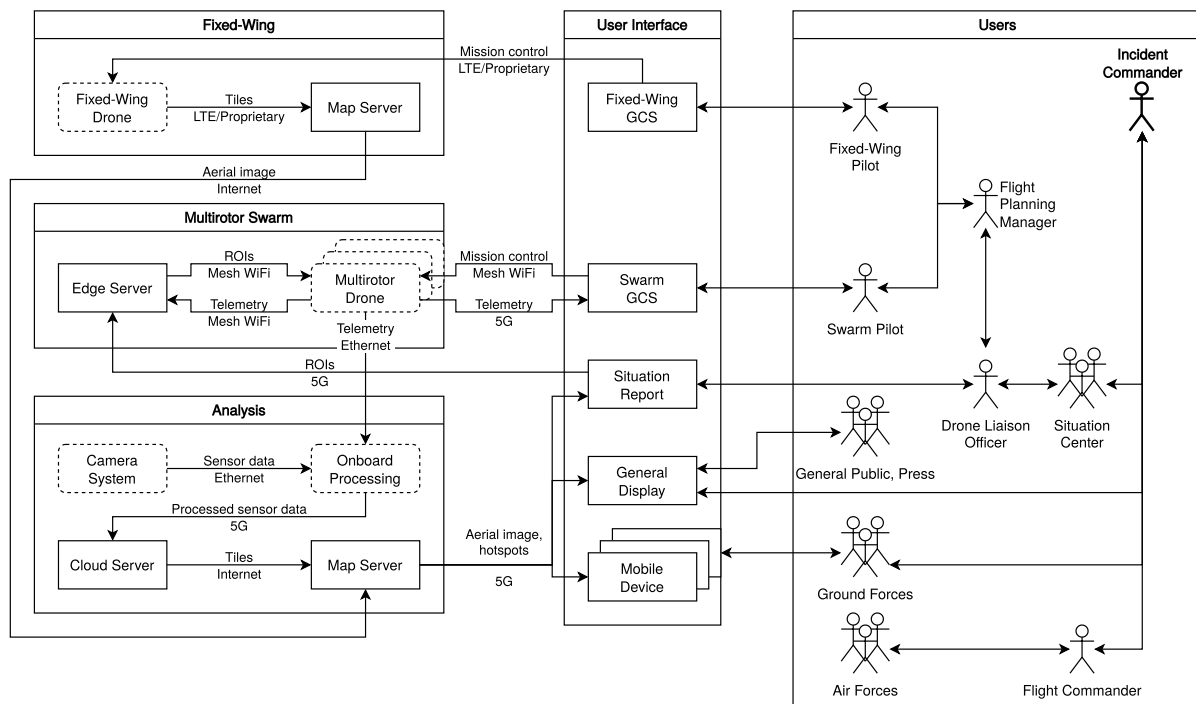 Fixed-Wing
Mission control
LTE/Proprietary
Fixed-Wing
Drone
Tiles
LTE/Proprietary
Map Server
Aerial image
Internet
Multirotor Swarm
Edge Server
ROIs
Mesh WiFi
Telemetry
Mesh WiFi
Multirotor
Drone
Mission control
Mesh WiFi
Telemetry
5G
Telemetry
Ethernet
ROIs
5G
Analysis
Camera
System
Sensor data
Ethernet
Onboard
Processing
Processed sensor data
5G
Cloud Server
Tiles
Internet
Map Server
Aerial image,
hotspots
5G
User Interface
Fixed-Wing
GCS
Swarm
GCS
Situation
Report
General
Display
Mobile
Device
Users
Incident
Commander
Fixed-Wing
Pilot
Flight
Planning
Manager
Swarm Pilot
Drone Liaison
Officer
Situation
Center
General Public, Press
Ground Forces
Air Forces
Flight Commander